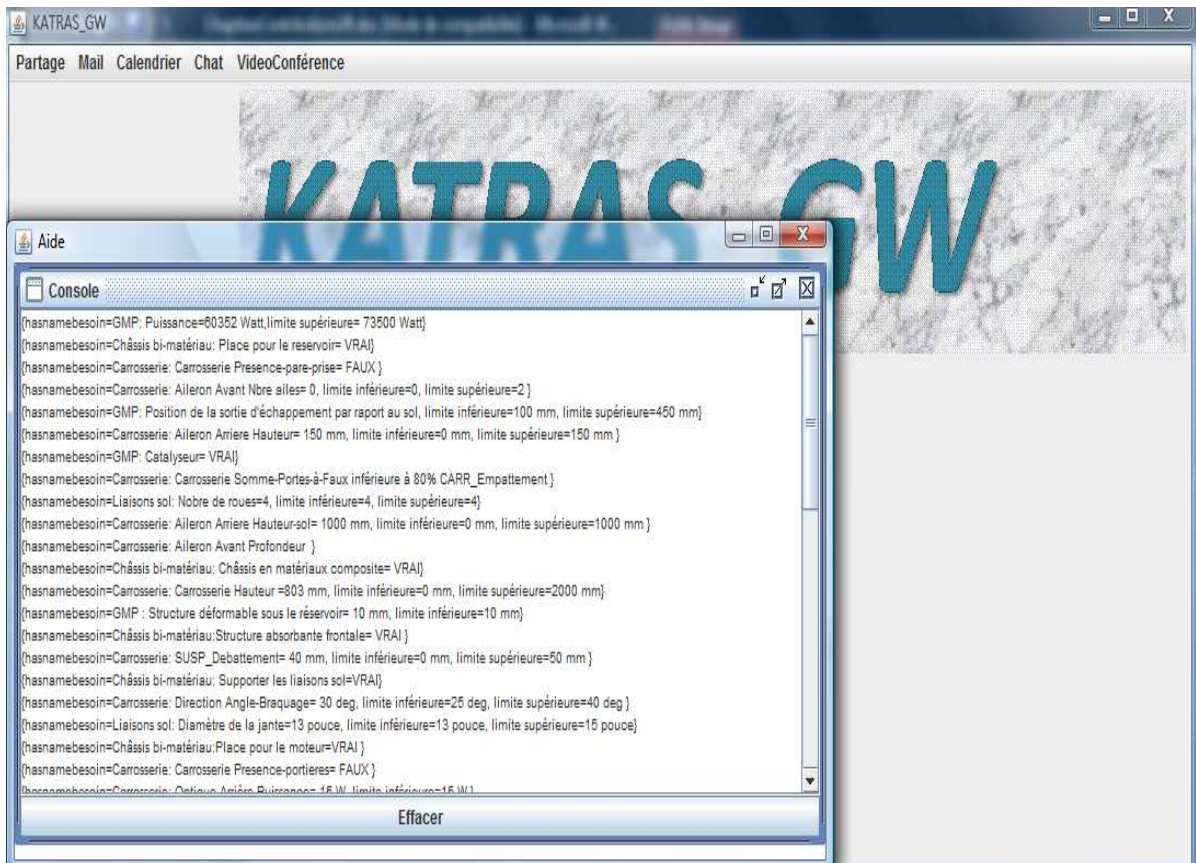 KATRAS_GW
Partage Mail Calendrier Chat VideoConférence
KATRAS_GW
Aide
Console
{hasnamebesoin=GMP: Puissance=60352 Watt,limite supérieure= 73500 Watt}
{hasnamebesoin=Châssis bi-matériau: Place pour le reservoir= VRAI}
{hasnamebesoin=Carrosserie: Carrosserie Presence-pare-prise= FAUX }
{hasnamebesoin=Carrosserie: Aileron Avant Nbre ailes= 0, limite inférieure=0, limite supérieure=2 }
{hasnamebesoin=GMP: Position de la sortie d'échappement par raport au sol, limite inférieure=100 mm, limite supérieure=450 mm}
{hasnamebesoin=Carrosserie: Aileron Arriere Hauteur= 150 mm, limite inférieure=0 mm, limite supérieure=150 mm }
{hasnamebesoin=GMP: Catalyseur= VRAI}
{hasnamebesoin=Carrosserie: Carrosserie Somme-Portes-à-Faux inférieure à 80% CARR_Empattement }
{hasnamebesoin=Liaisons sol: Nobre de roues=4, limite inférieure=4, limite supérieure=4}
{hasnamebesoin=Carrosserie: Aileron Arriere Hauteur-sol= 1000 mm, limite inférieure=0 mm, limite supérieure=1000 mm }
{hasnamebesoin=Carrosserie: Aileron Avant Profondeur }
{hasnamebesoin=Châssis bi-matériau: Châssis en matériaux composite= VRAI}
{hasnamebesoin=Carrosserie: Carrosserie Hauteur =803 mm, limite inférieure=0 mm, limite supérieure=2000 mm}
{hasnamebesoin=GMP : Structure déformable sous le réservoir= 10 mm, limite inférieure=10 mm}
{hasnamebesoin=Châssis bi-matériau:Structure absorbante frontale= VRAI }
{hasnamebesoin=Carrosserie: SUSP_Debattement= 40 mm, limite inférieure=0 mm, limite supérieure=50 mm }
{hasnamebesoin=Châssis bi-matériau: Supporter les liaisons sol=VRAI}
{hasnamebesoin=Carrosserie: Direction Angle-Braquage= 30 deg, limite inférieure=25 deg, limite supérieure=40 deg }
{hasnamebesoin=Liaisons sol: Diamètre de la jante=13 pouce, limite inférieure=13 pouce, limite supérieure=15 pouce}
{hasnamebesoin=Châssis bi-matériau:Place pour le moteur=VRAI }
{hasnamebesoin=Carrosserie: Carrosserie Presence-portieres= FAUX }
{hasnamebesoin=Carrosserie: Optique Arrière Puissance= 15 W, limite inférieure=15 W }
Effacer